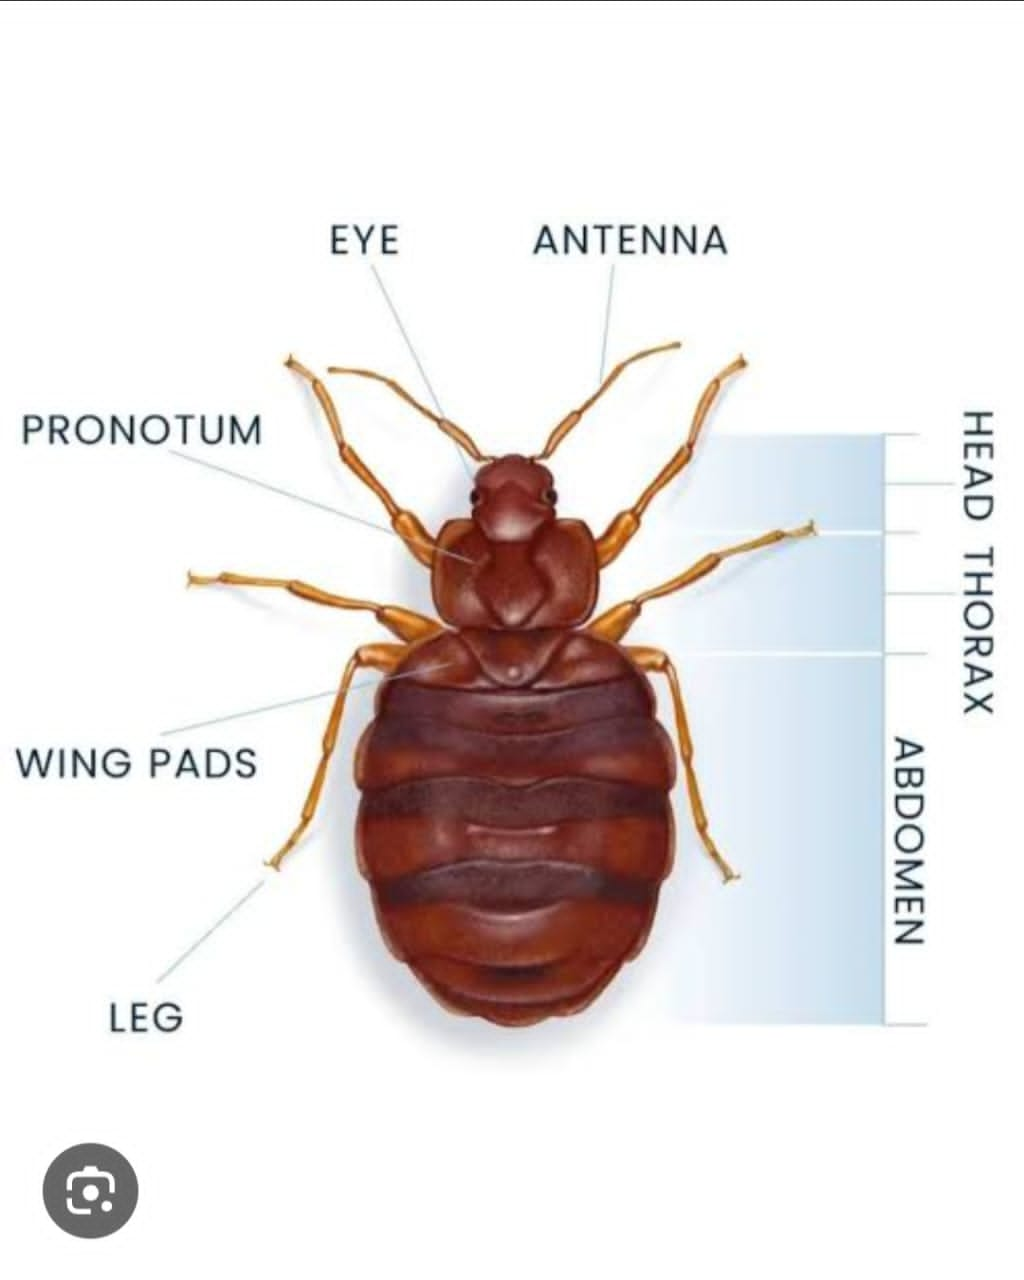 EYE
ANTENNA
PRONOTUM
HEAD
THORAX
WING PADS
ABDOMEN
LEG